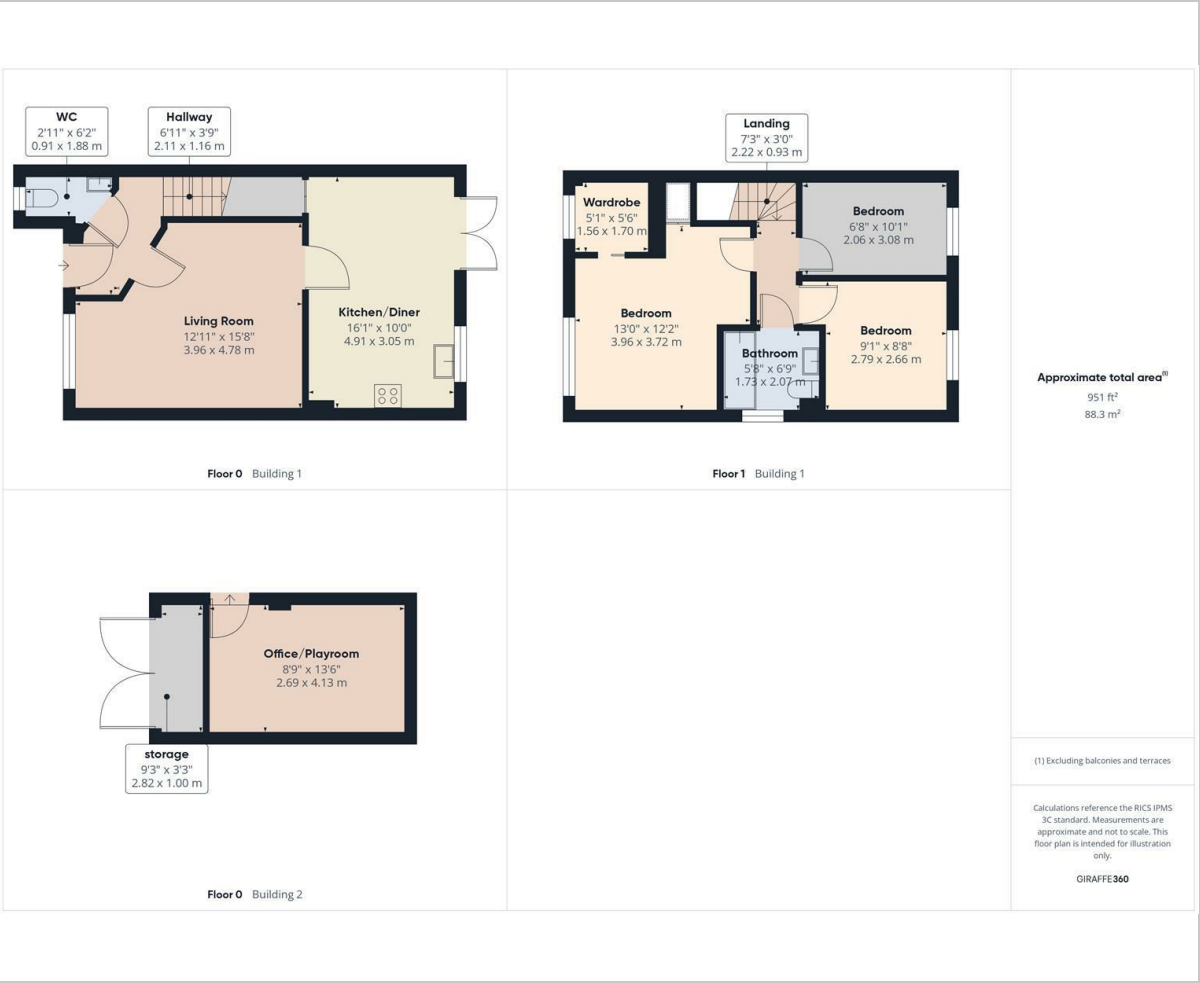 WC
2'11" x 6'2"
0.91 x 1.88 m
Hallway
6'11" x 3'9"
2.11 x 1.16 m
Living Room
12'11" x 15'8"
3.96 x 4.78 m
Kitchen/Diner
16'1" x 10'0"
4.91 x 3.05 m
Floor 0 Building 1
Landing
7'3" x 3'0"
2.22 x 0.93 m
Wardrobe
5'1" x 5'6"
1.56 x 1.70 m
Bedroom
6'8" x 10'1"
2.06 x 3.08 m
Bedroom
13'0" x 12'2"
3.96 x 3.72 m
Bathroom
5'8" x 6'9"
1.73 x 2.07 m
Bedroom
9'1" x 8'8"
2.79 x 2.66 m
Floor 1 Building 1
Office/Playroom
8'9" x 13'6"
2.69 x 4.13 m
storage
9'3" x 3'3"
2.82 x 1.00 m
Floor 0 Building 2
Approximate total area(1)
951 ft²
88.3 m²
(1) Excluding balconies and terraces
Calculations reference the RICS IPMS
3C standard. Measurements are
approximate and not to scale. This
floor plan is intended for illustration
only.
GIRAFFE360